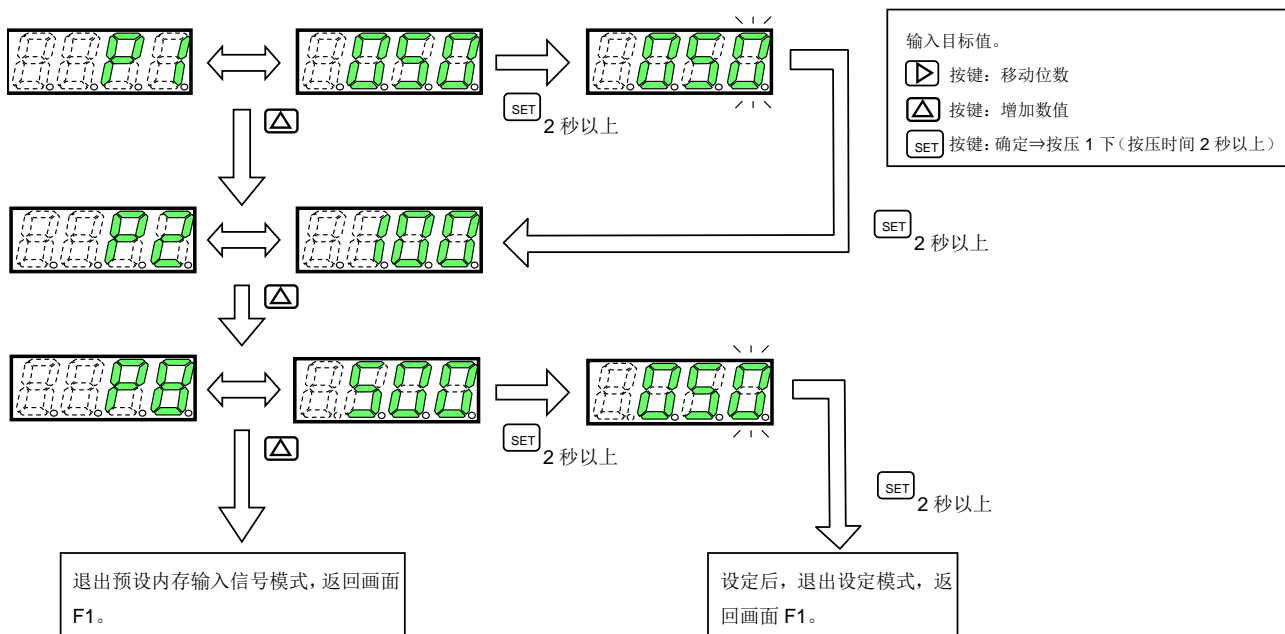 P1
050
050
输入目标值。
按键：移动位数
按键：增加数值
SET 按键：确定⇒按压 1 下（按压时间 2 秒以上）
SET 2 秒以上
P2
100
SET 2 秒以上
P8
500
050
SET 2 秒以上
SET 2 秒以上
退出预设内存输入信号模式，返回画面
F1。
设定后，退出设定模式，返
回画面 F1。